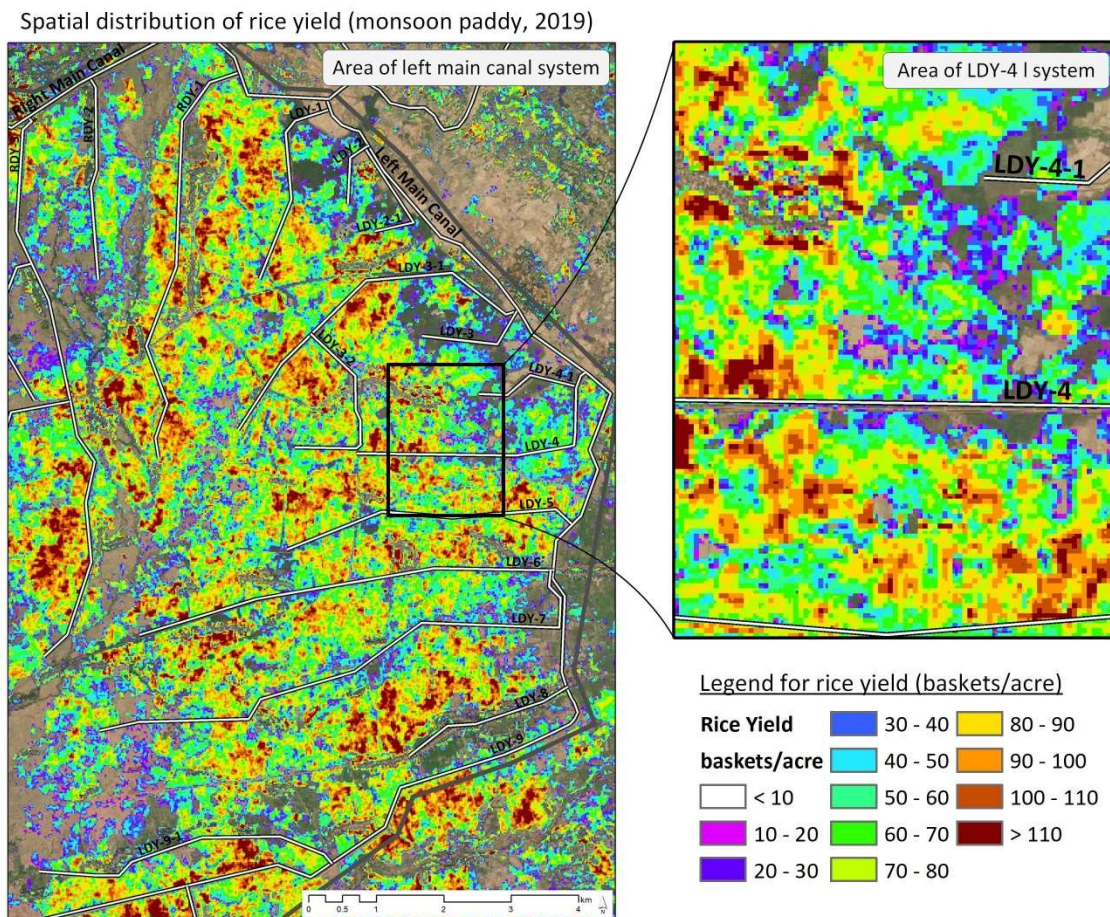 Spatial distribution of rice yield (monsoon paddy, 2019)
Area of left main canal system
Right Main Canal
RDY-1
RDY-2
LDY-1
LDY-2
Left Main Canal
LDY-2-1
LDY-3-1
LDY-3
LDY-3-2
LDY-4-1
LDY-4
LDY-5
LDY-6
LDY-7
LDY-8
LDY-9
LDY-9-1
0 0.5 1 2 3 4
km
N
Area of LDY-4 l system
LDY-4-1
LDY-4
Legend for rice yield (baskets/acre)
Rice Yield
baskets/acre
< 10
10 - 20
20 - 30
30 - 40
40 - 50
50 - 60
60 - 70
70 - 80
80 - 90
90 - 100
100 - 110
> 110